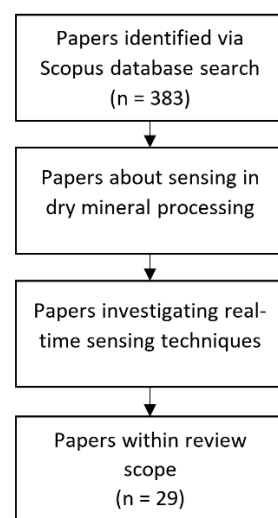 Papers identified via
Scopus database search
(n = 383)
Papers about sensing in
dry mineral processing
Papers investigating real-
time sensing techniques
Papers within review
scope
(n = 29)